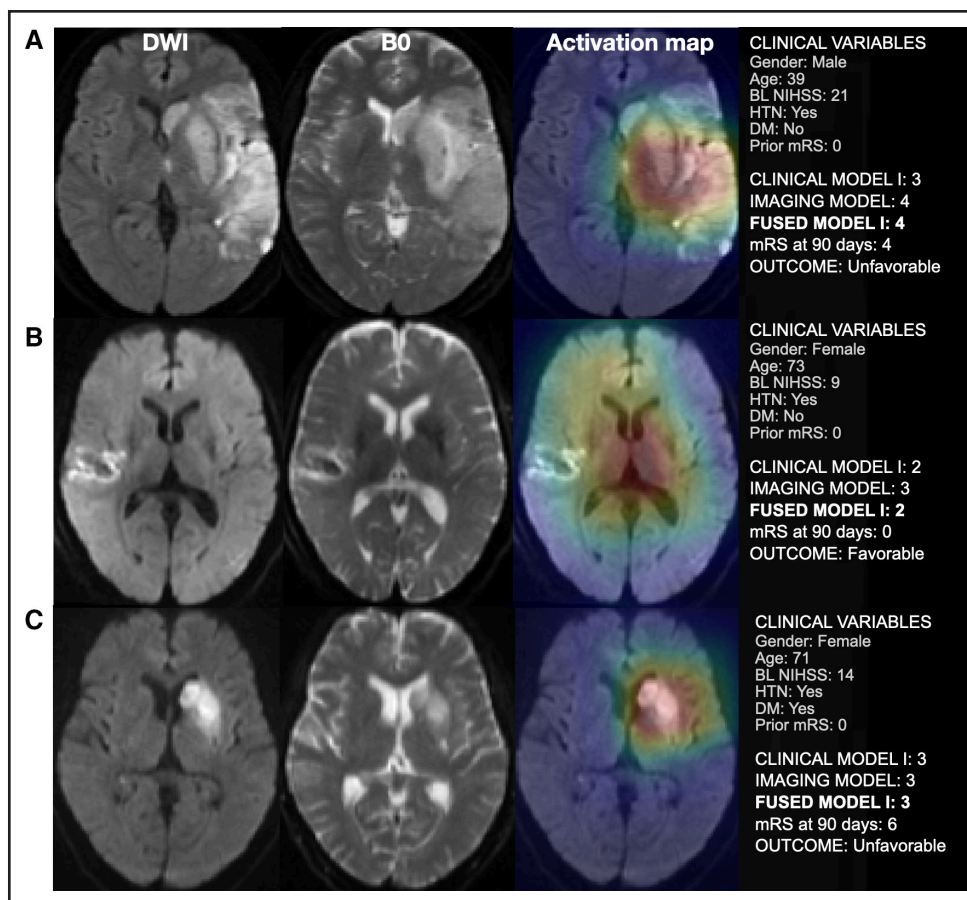 A
DWI
B0
Activation map
CLINICAL VARIABLES
Gender: Male
Age: 39
BL NIHSS: 21
HTN: Yes
DM: No
Prior mRS: 0
CLINICAL MODEL I: 3
IMAGING MODEL: 4
FUSED MODEL I: 4
mRS at 90 days: 4
OUTCOME: Unfavorable
B
CLINICAL VARIABLES
Gender: Female
Age: 73
BL NIHSS: 9
HTN: Yes
DM: No
Prior mRS: 0
CLINICAL MODEL I: 2
IMAGING MODEL: 3
FUSED MODEL I: 2
mRS at 90 days: 0
OUTCOME: Favorable
C
CLINICAL VARIABLES
Gender: Female
Age: 71
BL NIHSS: 14
HTN: Yes
DM: Yes
Prior mRS: 0
CLINICAL MODEL I: 3
IMAGING MODEL: 3
FUSED MODEL I: 3
mRS at 90 days: 6
OUTCOME: Unfavorable